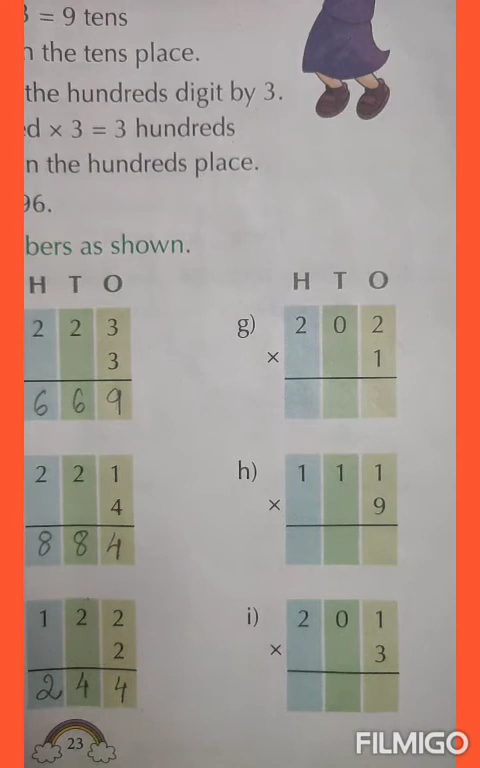 3 = 9 tens
n the tens place.
the hundreds digit by 3.
ed × 3 = 3 hundreds
n the hundreds place.
96.
bers as shown.
H T O
2 2 3
3
6 6 9
2 2 1
4
8 8 4
1 2 2
2
2 4 4
H T O
g) 2 0 2
× 1
h) 1 1 1
× 9
i) 2 0 1
× 3
23
FILMIGO